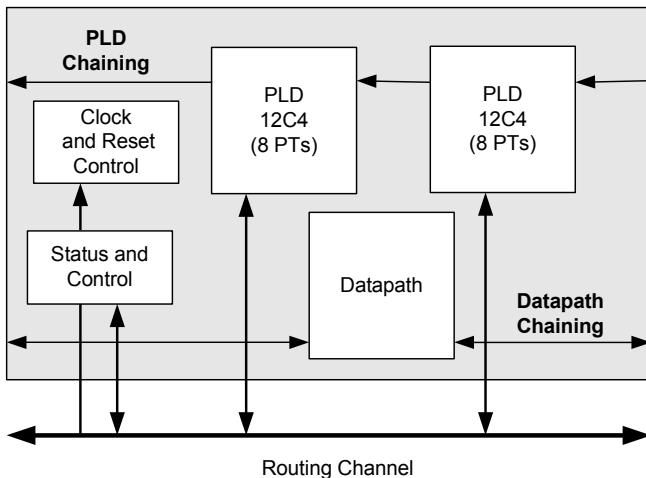 PLD
Chaining
PLD
12C4
(8 PTs)
PLD
12C4
(8 PTs)
Clock
and Reset
Control
Status and
Control
Datapath
Datapath
Chaining
Routing Channel